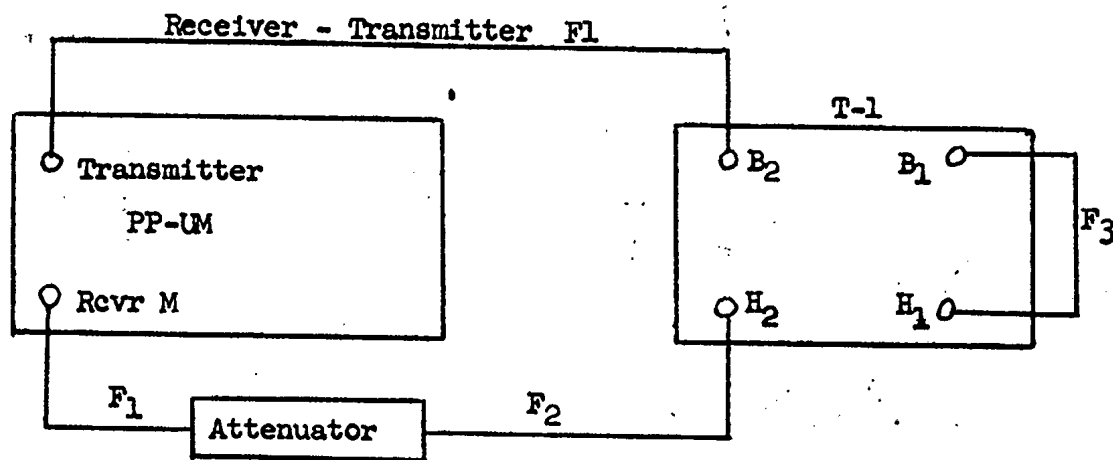 Receiver - Transmitter F1
T-1
Transmitter
B₂
B₁
PP-UM
F₃
Rcvr M
H₂
H₁
F₁
F₂
Attenuator